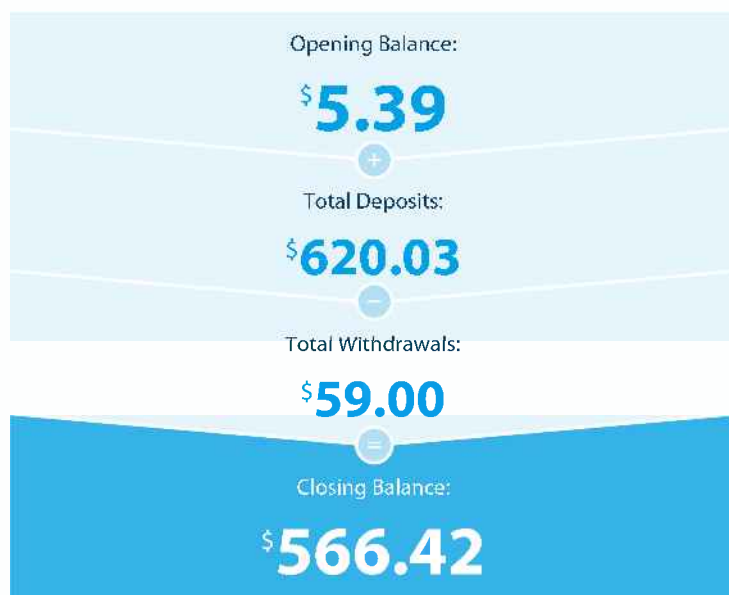 Opening Balance:
$5.39
+
Total Deposits:
$620.03
−
Total Withdrawals:
$59.00
=
Closing Balance:
$566.42